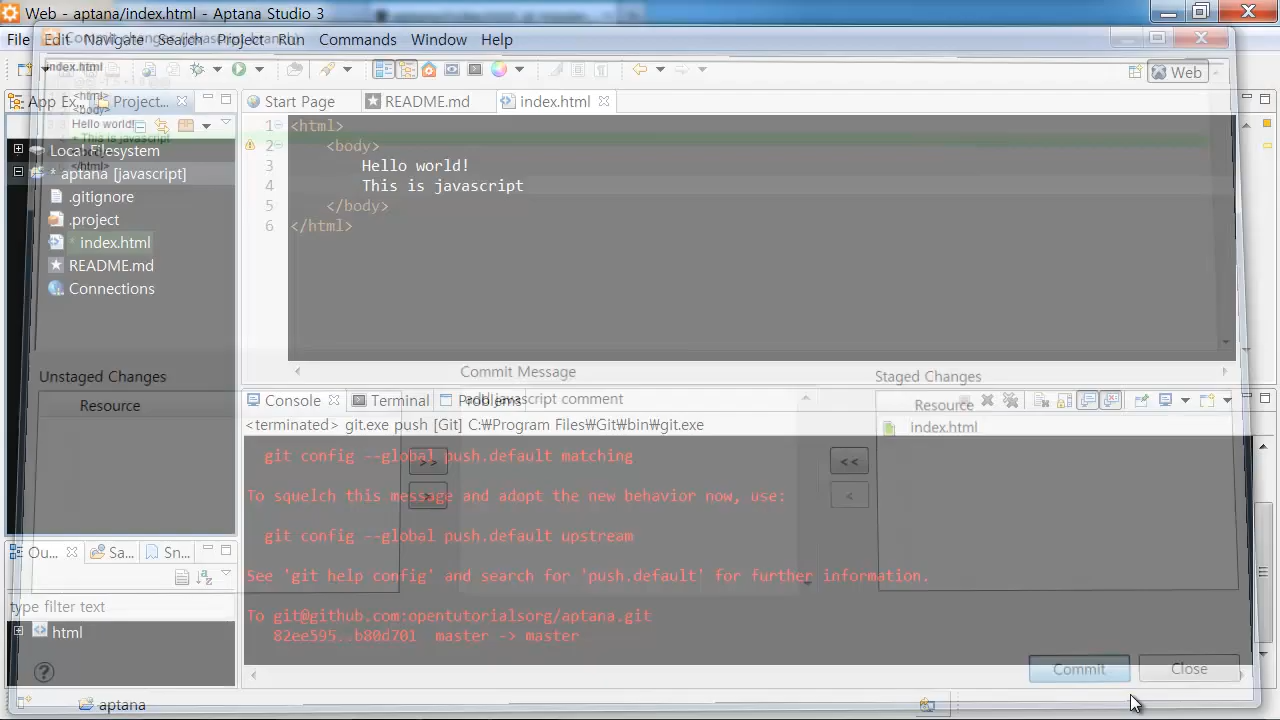 Web - aptana/index.html - Aptana Studio 3
File Edit Navigate Search Project Run Commands Window Help
Web
App Ex...
Project...
Start Page
README.md
index.html
index.html
<html>
<body>
Hello world!
+ This is javascript
</html>
Local Filesystem
* aptana [javascript]
.gitignore
.project
* index.html
README.md
Connections
1 <html>
2 <body>
3 Hello world!
4 This is javascript
5 </body>
6 </html>
Unstaged Changes
Resource
Commit Message
add javascript comment
Staged Changes
Resource
index.html
>>
>
<<
<
Console
Terminal
Problems
<terminated> git.exe push [Git] C:₩Program Files₩Git₩bin₩git.exe
git config --global push.default matching
To squelch this message and adopt the new behavior now, use:
git config --global push.default upstream
See 'git help config' and search for 'push.default' for further information.
To git@github.com:opentutorialsorg/aptana.git
82ee595..b80d701 master -> master
Ou...
Sa...
Sn...
type filter text
html
Commit
Close
aptana